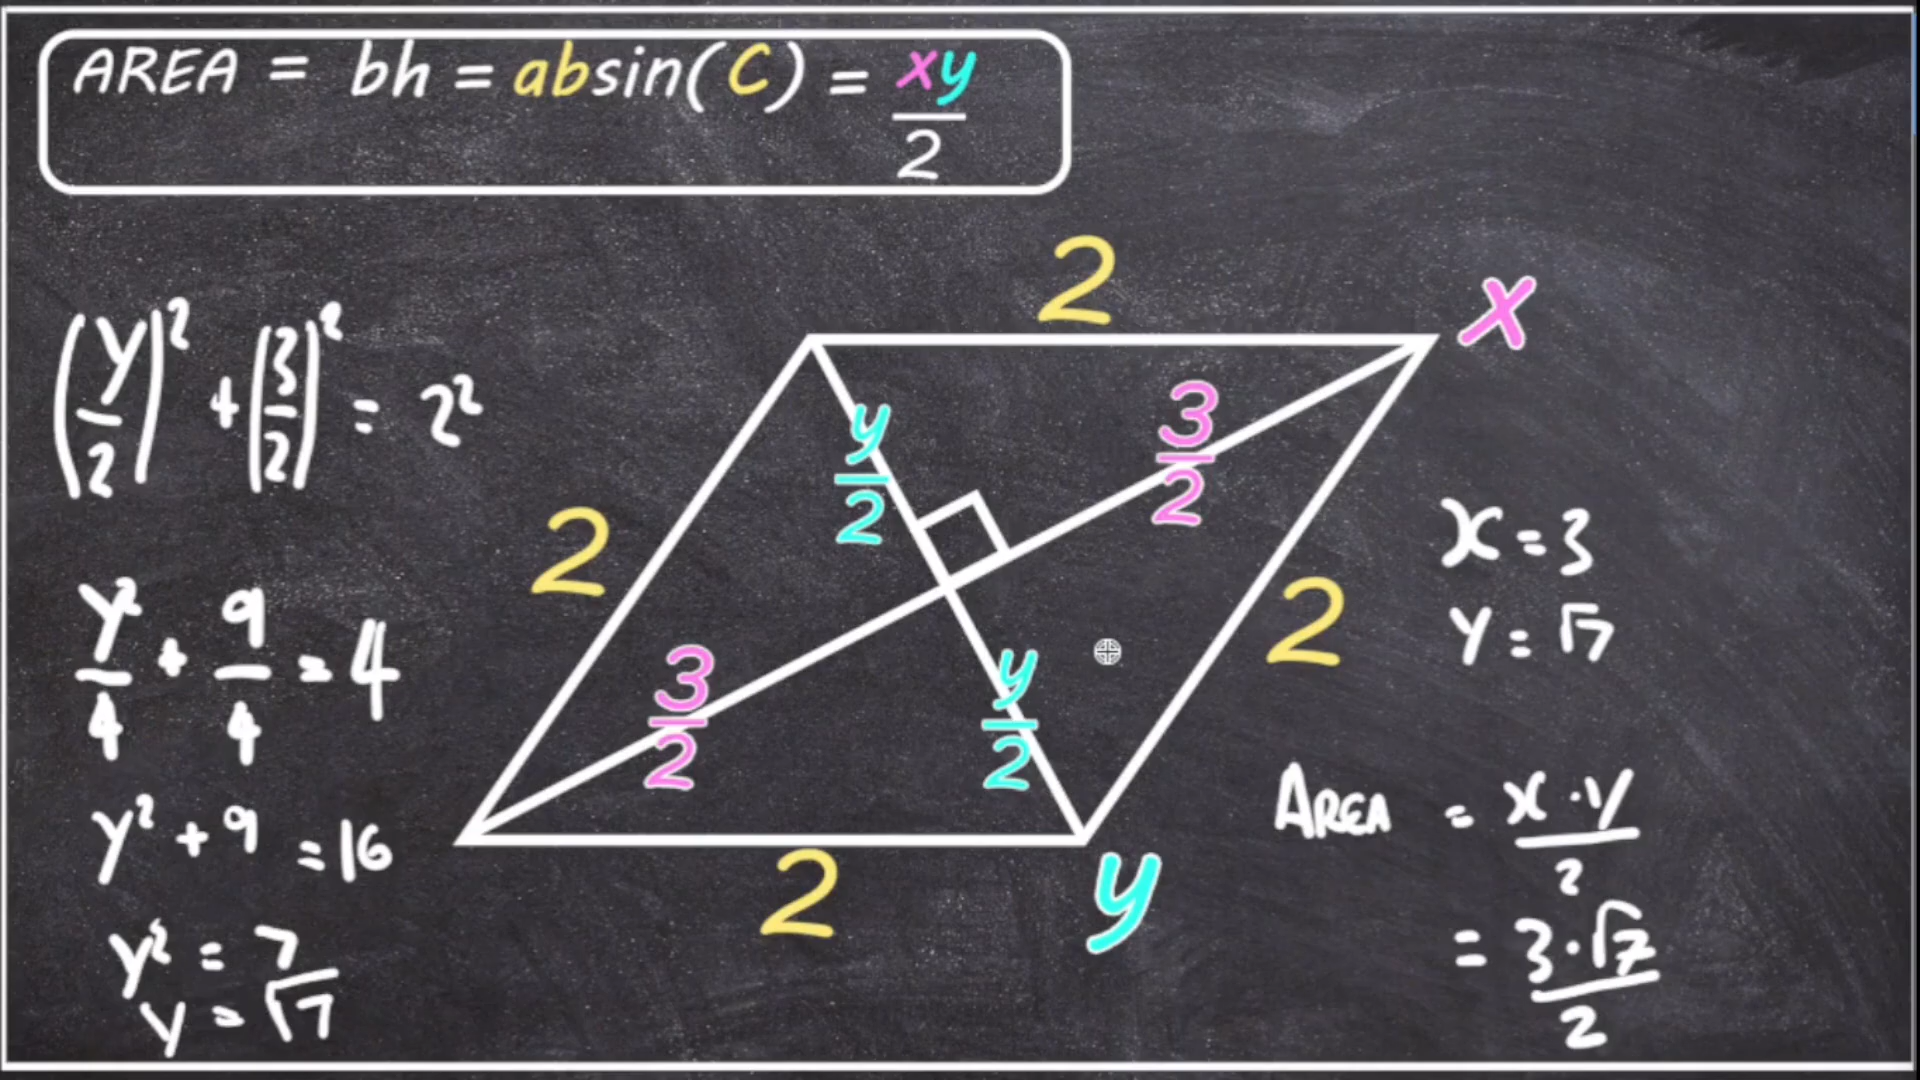 AREA = bh = absin(C) = xy/2
2
x
(y/2)² + (3/2)² = 2²
y/2
3/2
2
x = 3
y = √7
2
y²/4 + 9/4 = 4
3/2
y/2
y² + 9 = 16
AREA = x·y/2
2
y
y² = 7
= 3·√7/2
y = √7